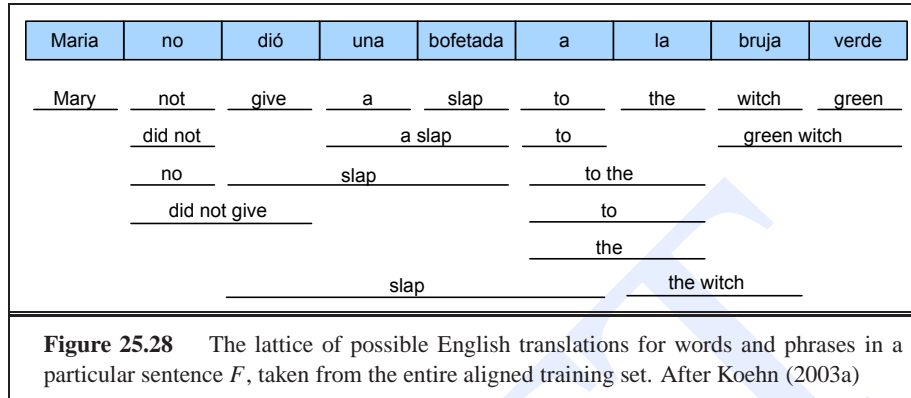 Maria no dió una bofetada a la bruja verde
Mary not give a slap to the witch green
did not a slap to green witch
no slap to the
did not give to
the
slap the witch
Figure 25.28 The lattice of possible English translations for words and phrases in a
particular sentence F, taken from the entire aligned training set. After Koehn (2003a)